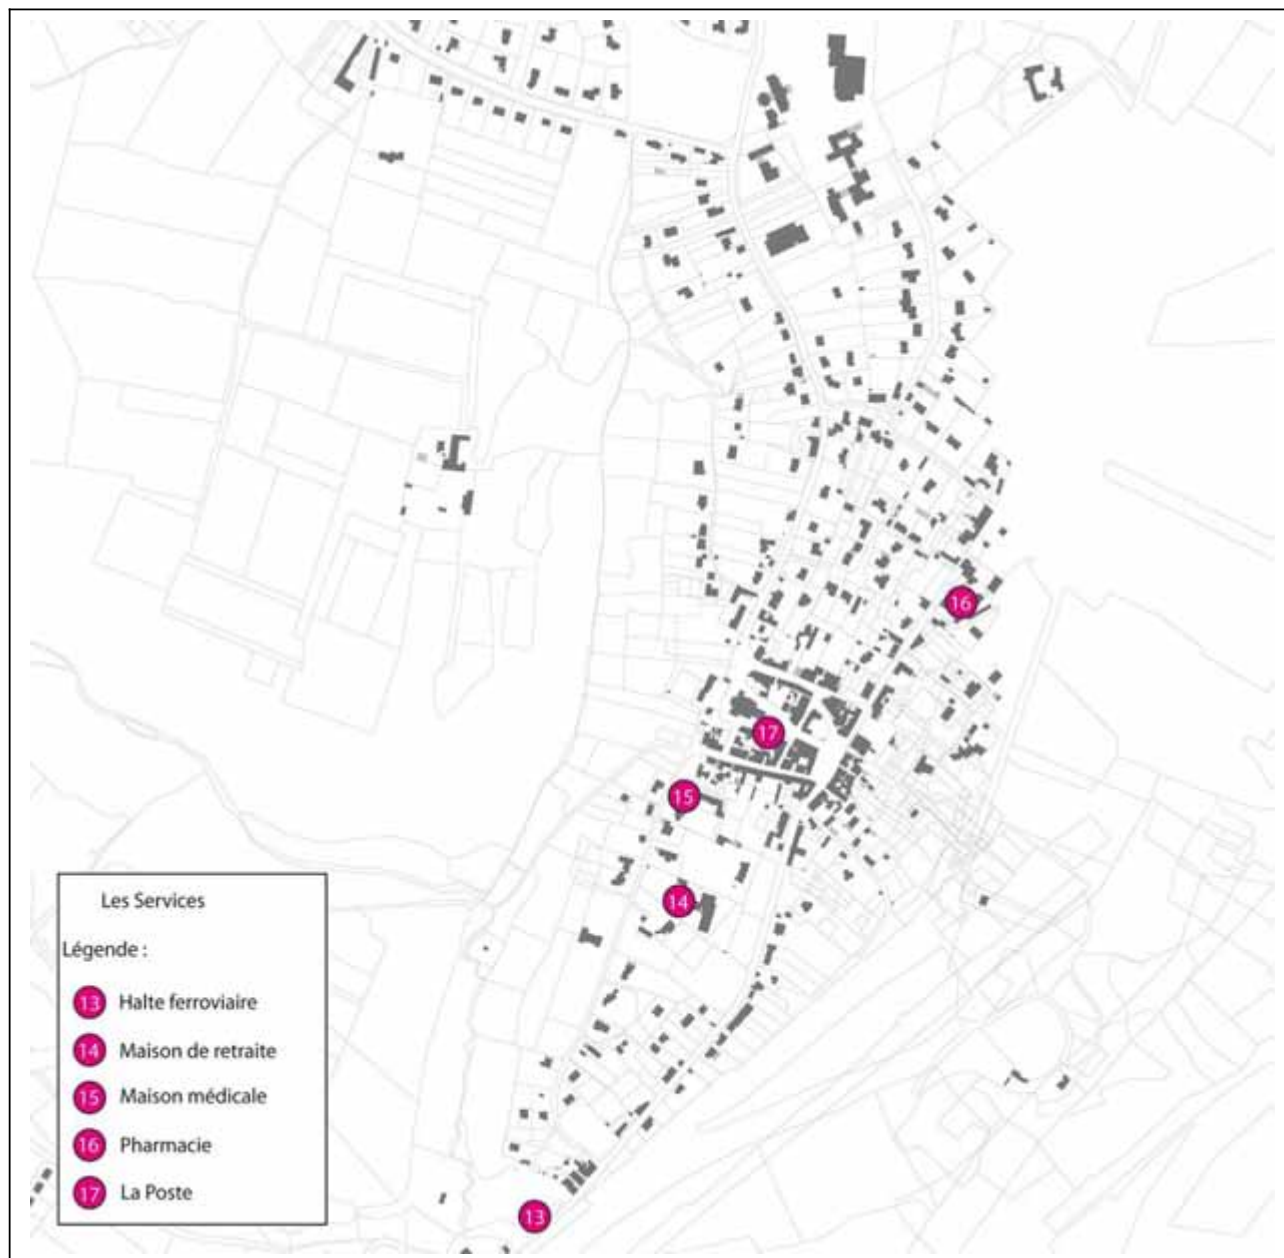 16
17
15
14
13
Les Services
Légende :
13 Halte ferroviaire
14 Maison de retraite
15 Maison médicale
16 Pharmacie
17 La Poste